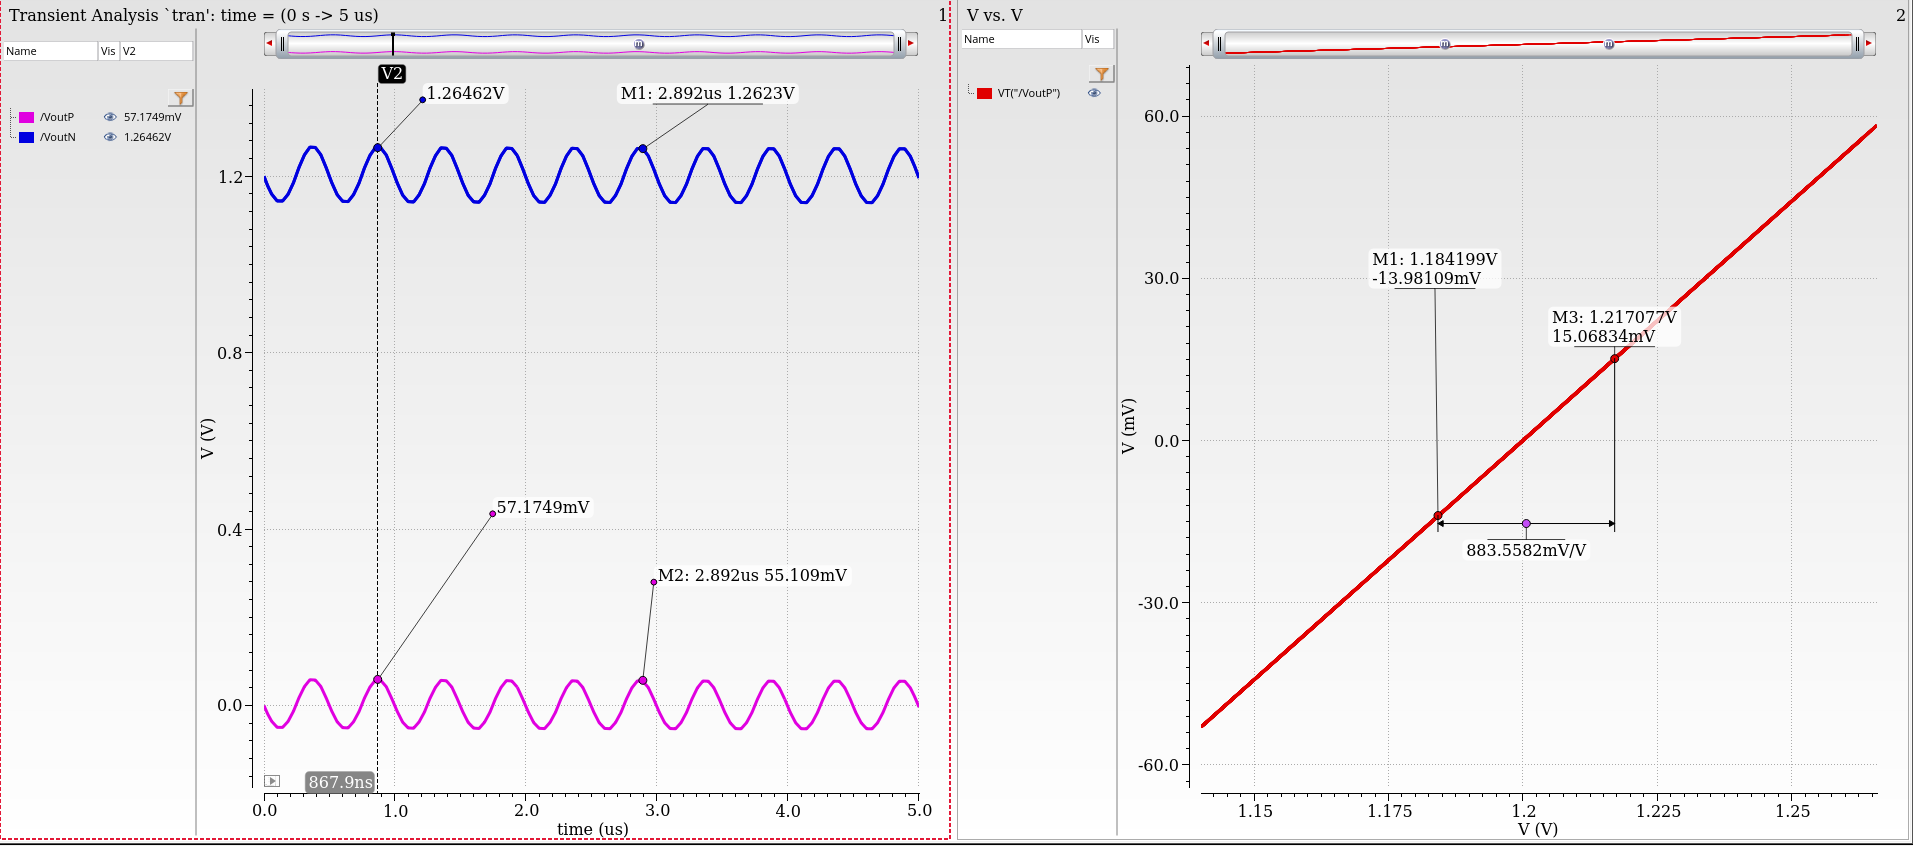 Transient Analysis `tran': time = (0 s -> 5 us)
1
Name Vis V2
/VoutP 57.1749mV
/VoutN 1.26462V
V2
1.26462V
M1: 2.892us 1.2623V
57.1749mV
M2: 2.892us 55.109mV
867.9ns
1.2
0.8
0.4
0.0
V (V)
0.0 1.0 2.0 3.0 4.0 5.0
time (us)
V vs. V
2
Name Vis
VT("/VoutP")
M1: 1.184199V
-13.98109mV
M3: 1.217077V
15.06834mV
883.5582mV/V
60.0
30.0
0.0
-30.0
-60.0
V (mV)
1.15 1.175 1.2 1.225 1.25
V (V)